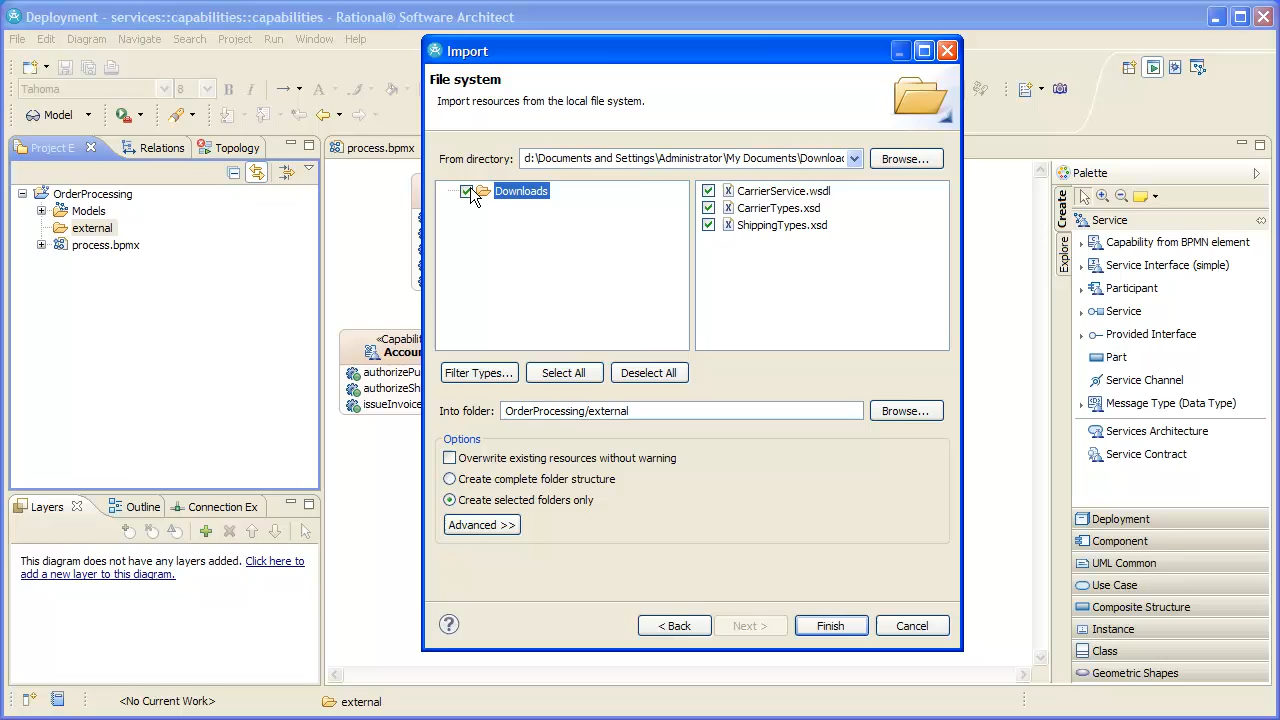 Deployment - services::capabilities::capabilities - Rational® Software Architect
File Edit Diagram Navigate Search Project Run Window Help
Tahoma 8 B I A
Model
Project E
Relations
Topology
process.bpmx
OrderProcessing
Models
external
process.bpmx
Layers
Outline
Connection Ex
This diagram does not have any layers added. Click here to
add a new layer to this diagram.
«Capabili
Accou
authorizePu
authorizeSh
issueInvoice
Import
File system
Import resources from the local file system.
From directory: d:\Documents and Settings\Administrator\My Documents\Downloac Browse...
Downloads
CarrierService.wsdl
CarrierTypes.xsd
ShippingTypes.xsd
Filter Types... Select All Deselect All
Into folder: OrderProcessing/external Browse...
Options
Overwrite existing resources without warning
Create complete folder structure
Create selected folders only
Advanced >>
? < Back Next > Finish Cancel
Palette
Create
Explore
Service
Capability from BPMN element
Service Interface (simple)
Participant
Service
Provided Interface
Part
Service Channel
Message Type (Data Type)
Services Architecture
Service Contract
Deployment
Component
UML Common
Use Case
Composite Structure
Instance
Class
Geometric Shapes
<No Current Work> external